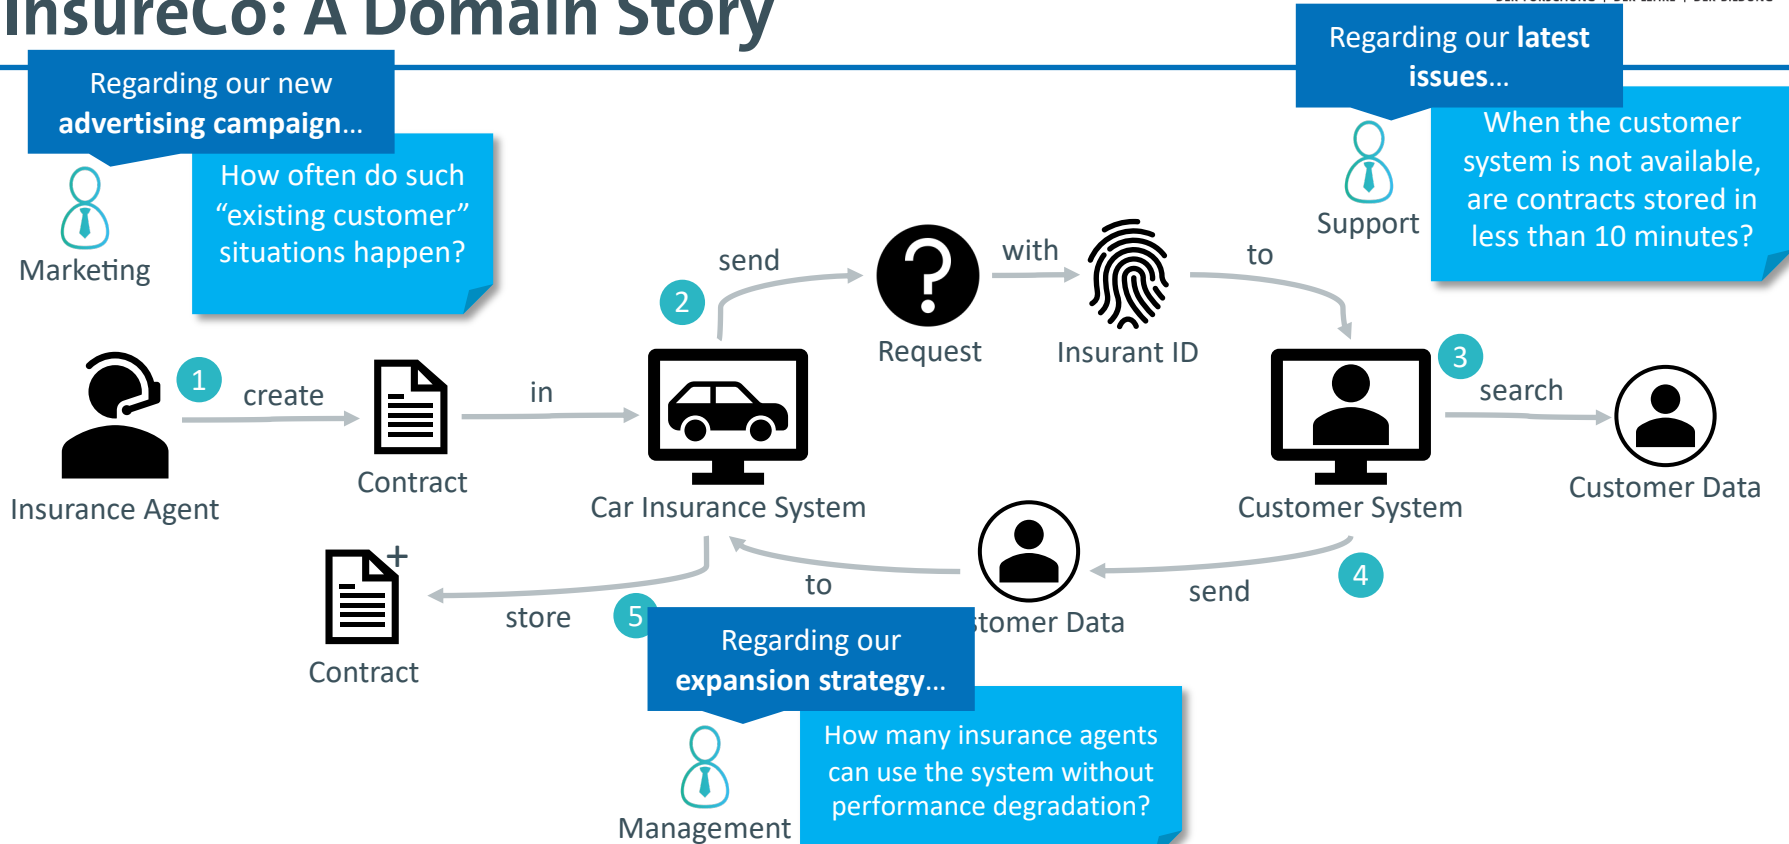 InsureCo: A Domain Story
Regarding our new
advertising campaign...
How often do such
“existing customer”
situations happen?
Marketing
Regarding our latest
issues...
When the customer
system is not available,
are contracts stored in
less than 10 minutes?
Support
send
with
to
2
Request
Insurant ID
1
create
in
3
search
Contract
Insurance Agent
Car Insurance System
Customer System
Customer Data
to
send
4
store
5
stomer Data
Contract
Regarding our
expansion strategy...
How many insurance agents
can use the system without
performance degradation?
Management